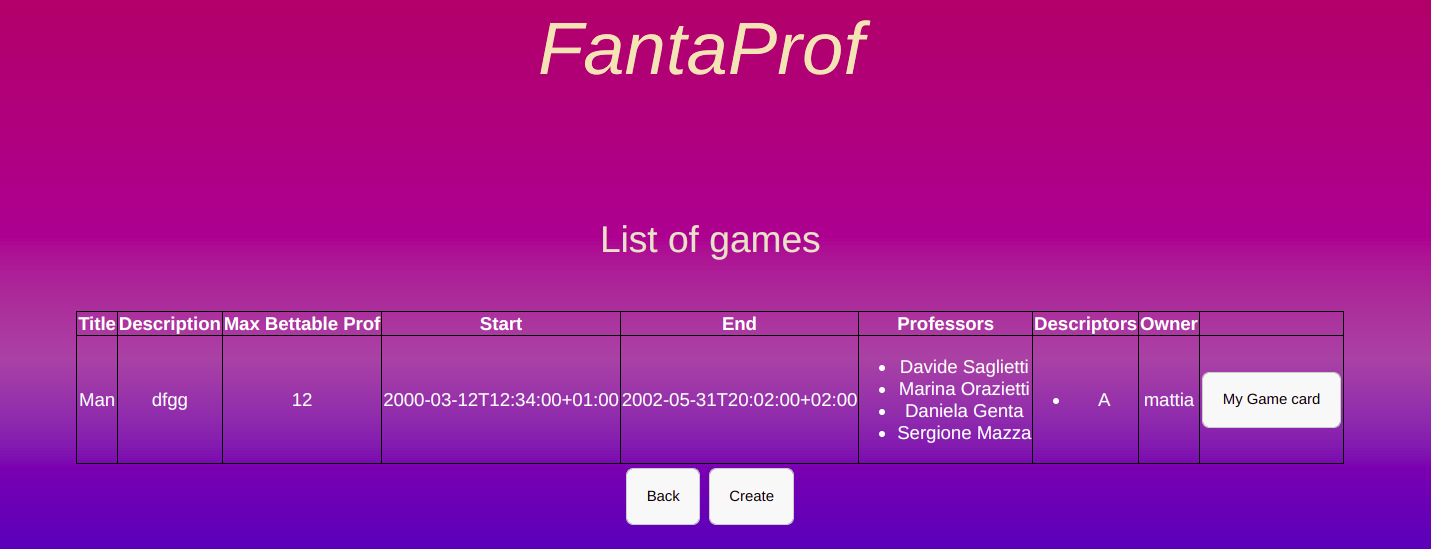 FantaProf
List of games
Title Description Max Bettable Prof Start End Professors Descriptors Owner
Man dfgg 12 2000-03-12T12:34:00+01:00 2002-05-31T20:02:00+02:00 Davide Saglietti
Marina Orazietti
Daniela Genta
Sergione Mazza A mattia My Game card
Back Create